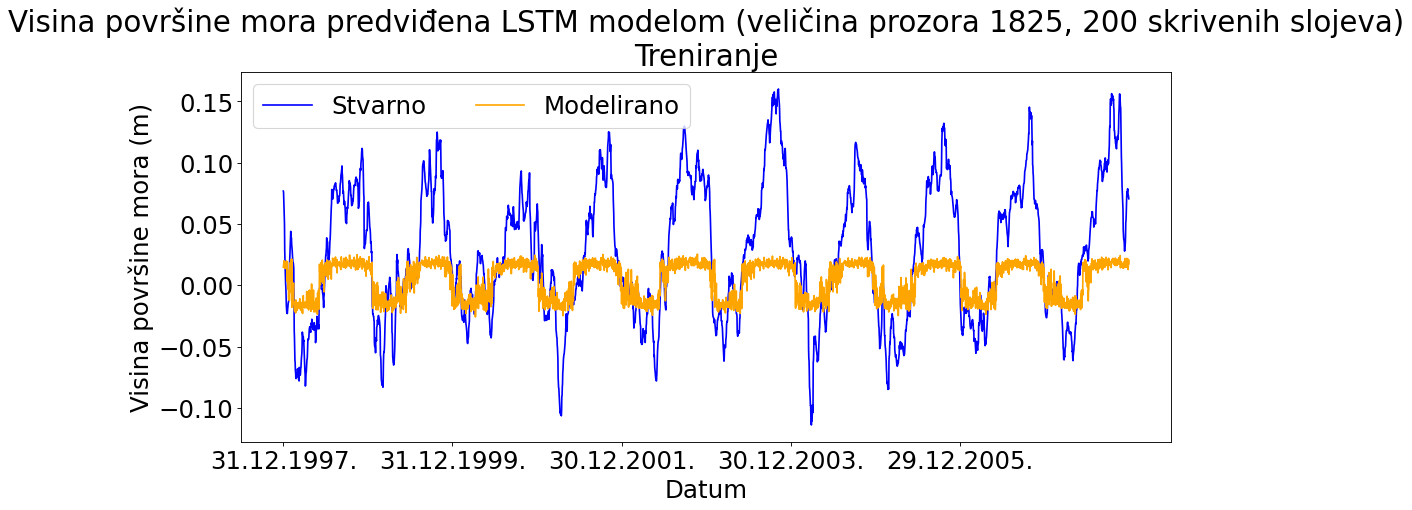 Visina površine mora predviđena LSTM modelom (veličina prozora 1825, 200 skrivenih slojeva)
Treniranje
Stvarno Modelirano
Visina površine mora (m)
0.15
0.10
0.05
0.00
−0.05
−0.10
31.12.1997. 31.12.1999. 30.12.2001. 30.12.2003. 29.12.2005.
Datum